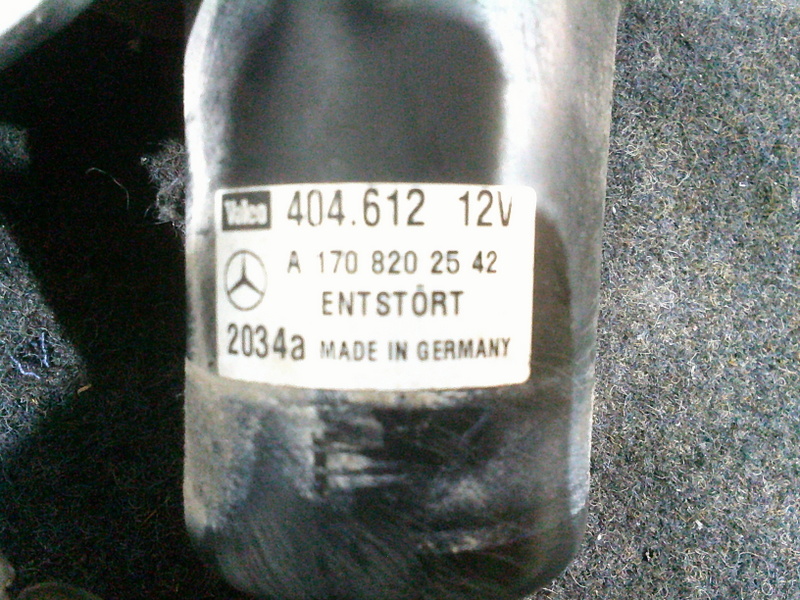 Valeo 404.612 12V
A 170 820 25 42
ENTSTÖRT
2034a MADE IN GERMANY